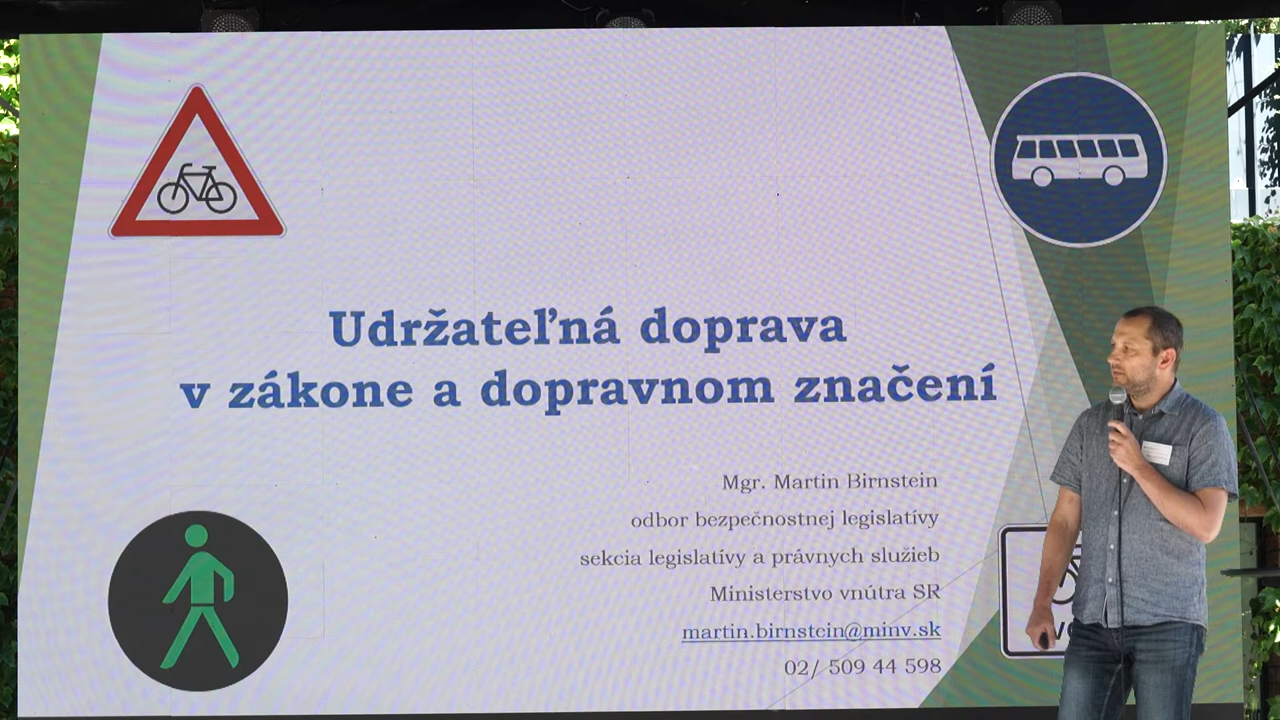 Udržateľná doprava
v zákone a dopravnom značení
Mgr. Martin Birnstein
odbor bezpečnostnej legislatívy
sekcia legislatívy a právnych služieb
Ministerstvo vnútra SR
martin.birnstein@minv.sk
02/ 509 44 598